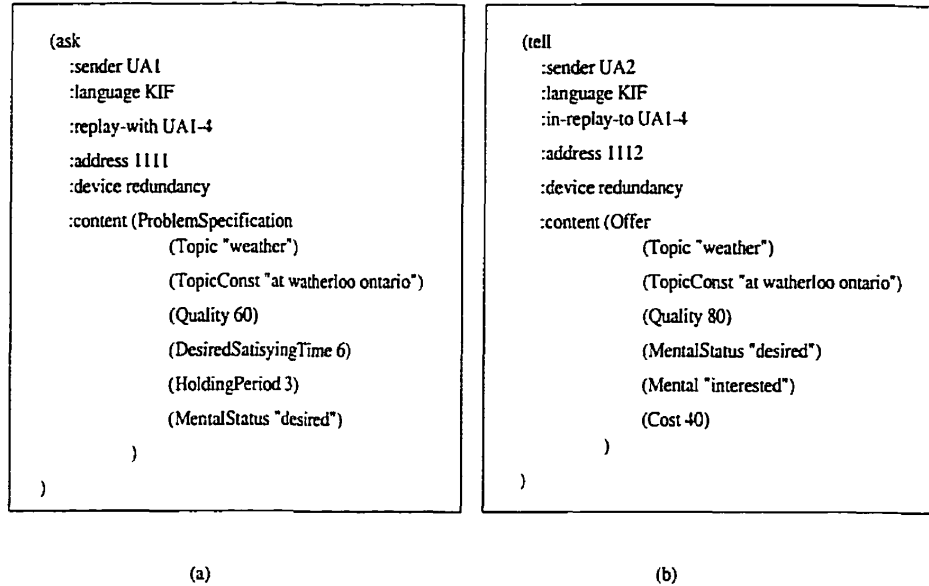 (ask
:sender UA1
:language KIF
:replay-with UA1-4
:address 1111
:device redundancy
:content (ProblemSpecification
(Topic "weather")
(TopicConst "at watherloo ontario")
(Quality 60)
(DesiredSatisyingTime 6)
(HoldingPeriod 3)
(MentalStatus "desired")
)
)
(a)
(tell
:sender UA2
:language KIF
:in-replay-to UA1-4
:address 1112
:device redundancy
:content (Offer
(Topic "weather")
(TopicConst "at watherloo ontario")
(Quality 80)
(MentalStatus "desired")
(Mental "interested")
(Cost 40)
)
)
(b)